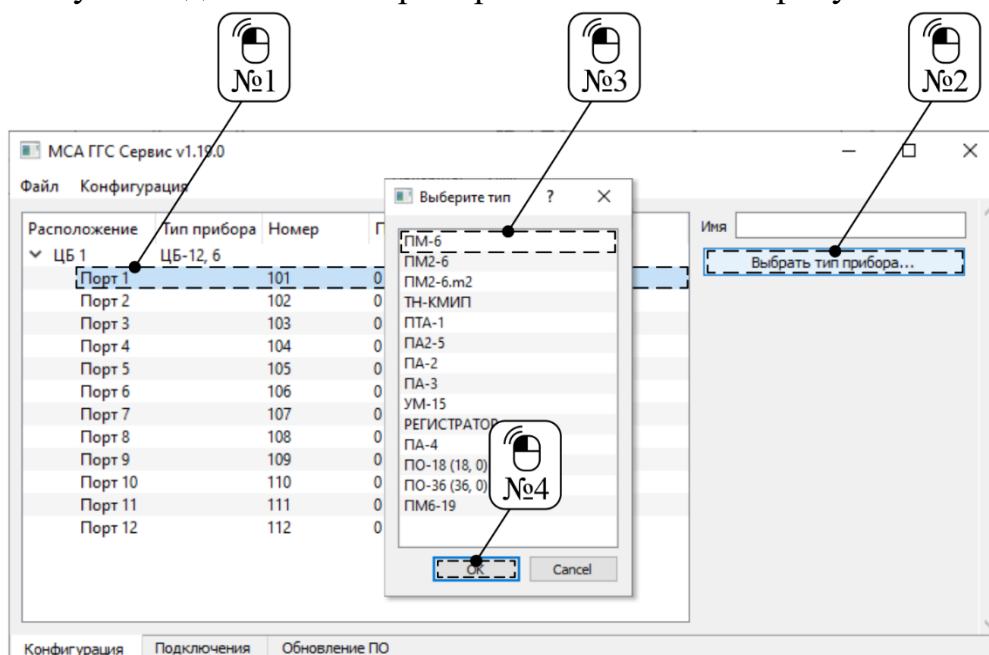 №1
№3
№2
МСА ГГС Сервис v1.19.0
Файл Конфигурация
Выберите тип ? ×
Расположение Тип прибора Номер
Имя
ЦБ 1 ЦБ-12, 6
Выбрать тип прибора...
Порт 1 101 0
Порт 2 102 0
Порт 3 103 0
Порт 4 104 0
Порт 5 105 0
Порт 6 106 0
Порт 7 107 0
Порт 8 108 0
Порт 9 109 0
Порт 10 110 0
Порт 11 111 0
Порт 12 112 0
ПМ-6
ПМ2-6
ПМ2-6.m2
ТН-КМИП
ПТА-1
ПА2-5
ПА-2
ПА-3
УМ-15
РЕГИСТРАТОР
ПА-4
ПО-18 (18, 0)
ПО-36 (36, 0)
ПМ6-19
№4
OK Cancel
Конфигурация Подключения Обновление ПО